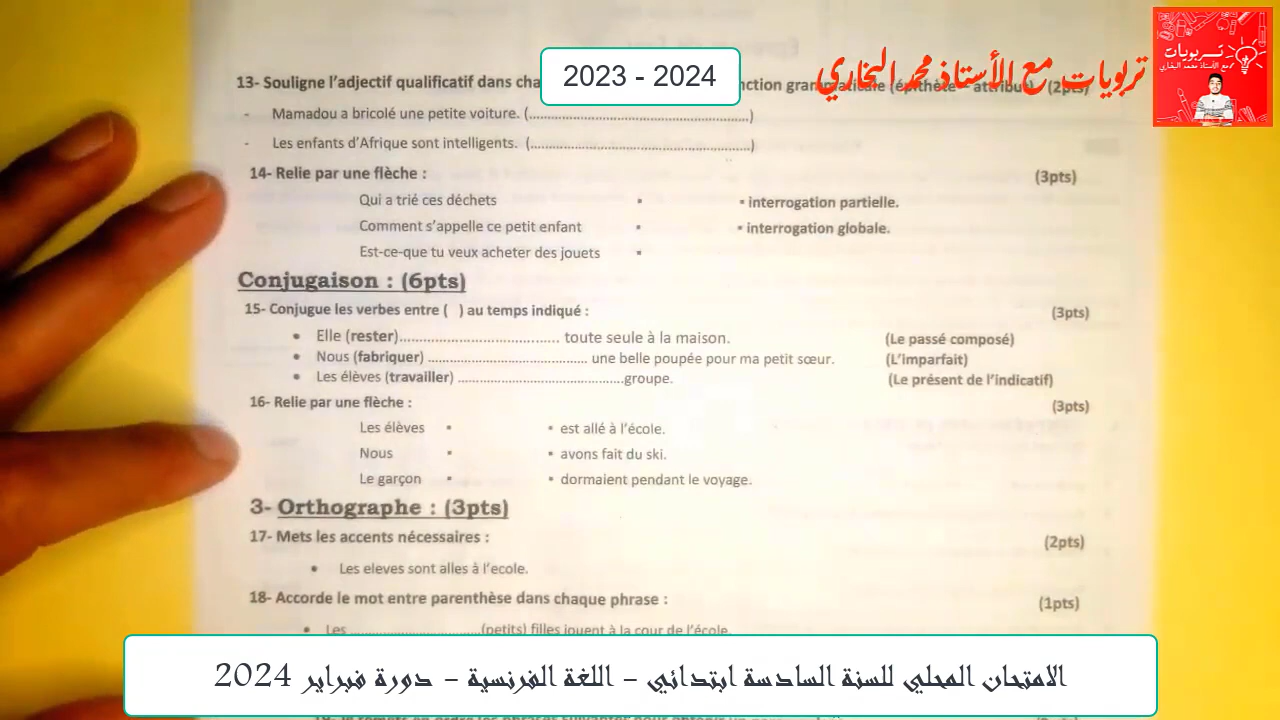 2023 - 2024
تربويات مع الأستاذ محمد البخاري
تربويات
مع الأستاذ محمد البخاري
13- Souligne l'adjectif qualificatif dans cha nction grammaticale (épithète – attribut) (2pts)
- Mamadou a bricolé une petite voiture. (......................................................)
- Les enfants d'Afrique sont intelligents. (......................................................)
14- Relie par une flèche : (3pts)
Qui a trié ces déchets ▪ ▪ interrogation partielle.
Comment s'appelle ce petit enfant ▪ ▪ interrogation globale.
Est-ce-que tu veux acheter des jouets ▪
Conjugaison : (6pts)
15- Conjugue les verbes entre ( ) au temps indiqué : (3pts)
• Elle (rester)...................................... toute seule à la maison. (Le passé composé)
• Nous (fabriquer) ...................................... une belle poupée pour ma petit sœur. (L'imparfait)
• Les élèves (travailler) ........................................groupe. (Le présent de l'indicatif)
16- Relie par une flèche : (3pts)
Les élèves ▪ ▪ est allé à l'école.
Nous ▪ ▪ avons fait du ski.
Le garçon ▪ ▪ dormaient pendant le voyage.
3- Orthographe : (3pts)
17- Mets les accents nécessaires : (2pts)
• Les eleves sont alles à l'ecole.
18- Accorde le mot entre parenthèse dans chaque phrase : (1pts)
• Les ................................(petits) filles jouent à la cour de l'école.
الامتحان المحلي للسنة السادسة ابتدائي – اللغة الفرنسية – دورة فبراير 2024